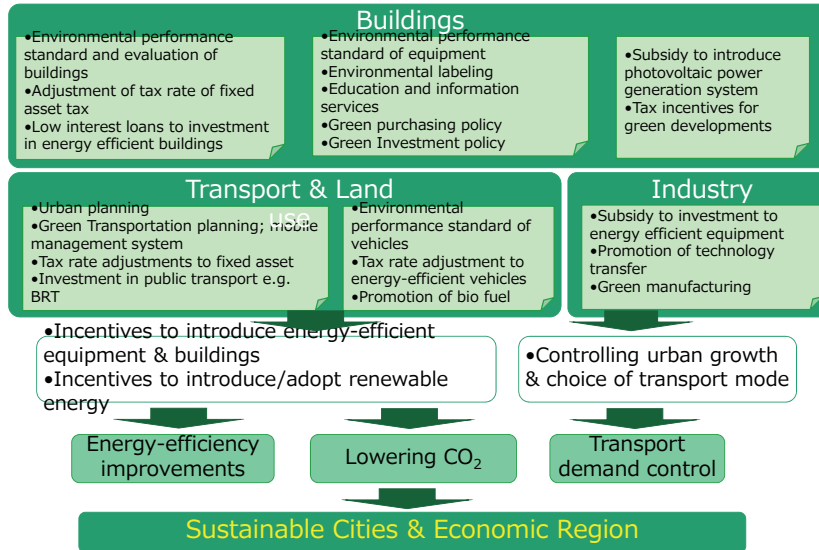 Buildings
•Environmental performance
standard and evaluation of
buildings
•Adjustment of tax rate of fixed
asset tax
•Low interest loans to investment
in energy efficient buildings
•Environmental performance
standard of equipment
•Environmental labeling
•Education and information
services
•Green purchasing policy
•Green Investment policy
•Subsidy to introduce
photovoltaic power
generation system
•Tax incentives for
green developments
Transport & Land
use
•Urban planning
•Green Transportation planning; mobile
management system
•Tax rate adjustments to fixed asset
•Investment in public transport e.g.
BRT
•Environmental
performance standard of
vehicles
•Tax rate adjustment to
energy-efficient vehicles
•Promotion of bio fuel
Industry
•Subsidy to investment to
energy efficient equipment
•Promotion of technology
transfer
•Green manufacturing
•Incentives to introduce energy-efficient
equipment & buildings
•Incentives to introduce/adopt renewable
energy
•Controlling urban growth
& choice of transport mode
Energy-efficiency
improvements
Lowering CO₂
Transport
demand control
Sustainable Cities & Economic Region